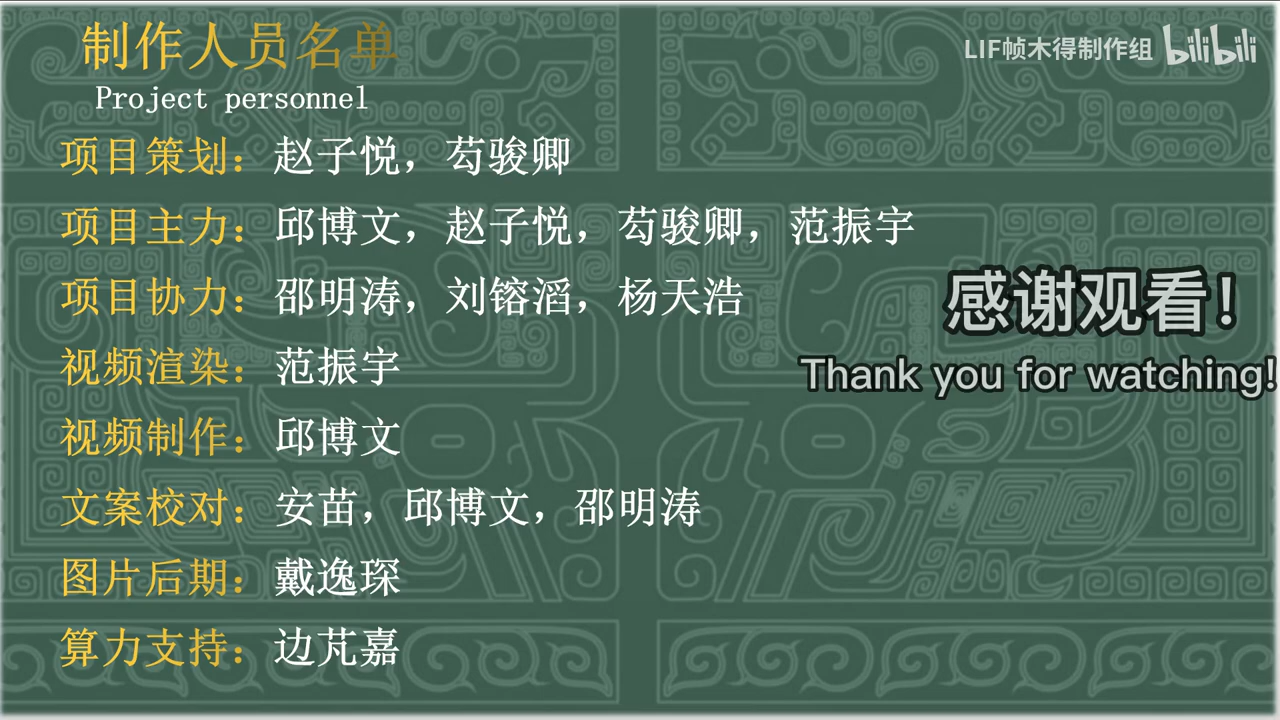 制作人员名单
Project personnel
LIF帧木得制作组 bilibili
项目策划：赵子悦，芶骏卿
项目主力：邱博文，赵子悦，芶骏卿，范振宇
项目协力：邵明涛，刘镕滔，杨天浩
视频渲染：范振宇
视频制作：邱博文
文案校对：安苗，邱博文，邵明涛
图片后期：戴逸琛
算力支持：边芃嘉
感谢观看！
Thank you for watching!